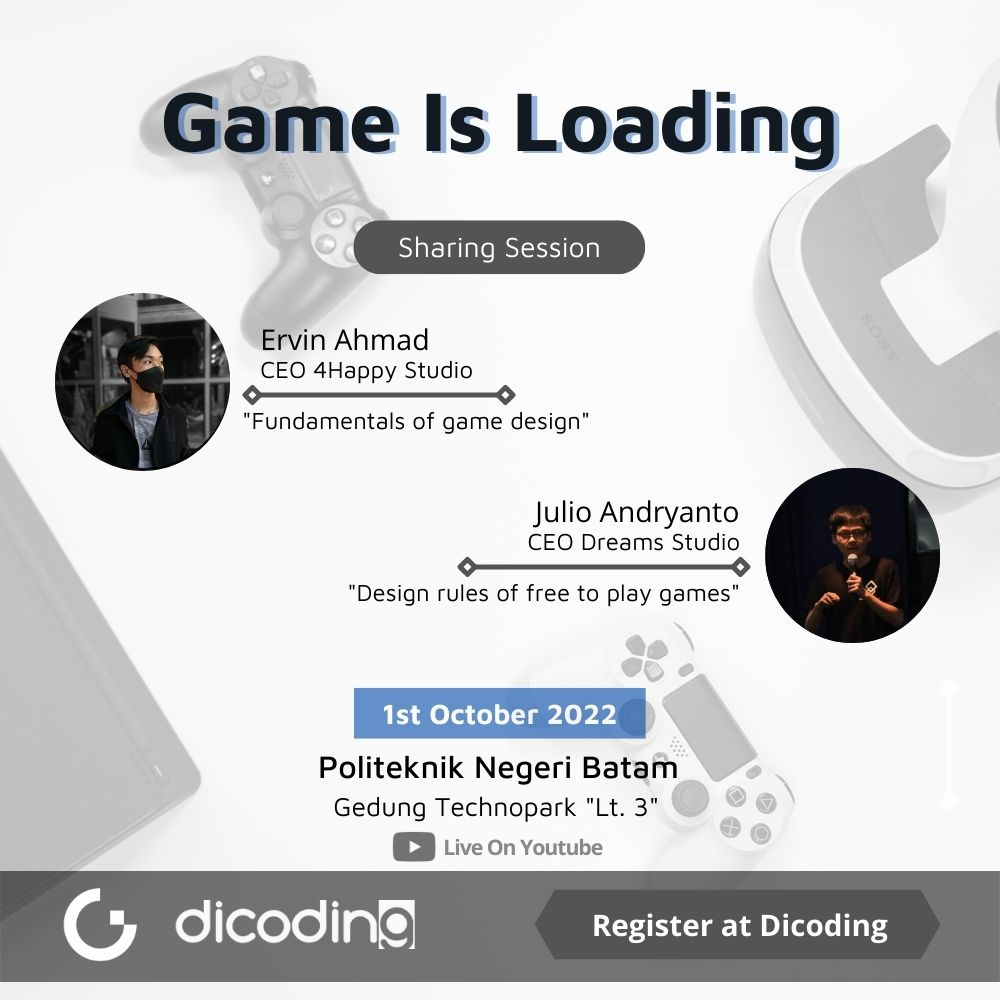 Game Is Loading
Sharing Session
Ervin Ahmad
CEO 4Happy Studio
"Fundamentals of game design"
SONY
Julio Andryanto
CEO Dreams Studio
"Design rules of free to play games"
1st October 2022
Politeknik Negeri Batam
Gedung Technopark "Lt. 3"
Live On Youtube
dicoding
Register at Dicoding